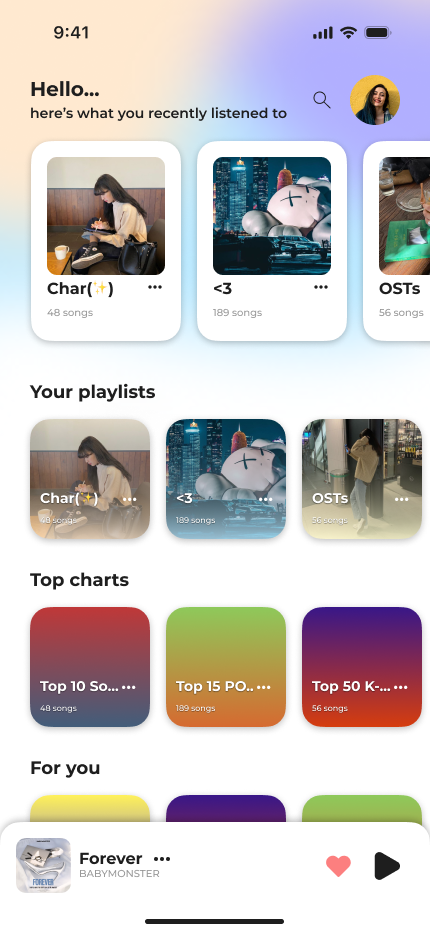 9:41
Hello...
here's what you recently listened to
Char(✨)
48 songs
<3
189 songs
OSTs
56 songs
Your playlists
Char(✨)
48 songs
<3
189 songs
OSTs
56 songs
Top charts
Top 10 So...
48 songs
Top 15 PO..
189 songs
Top 50 K-...
56 songs
For you
FOREVER
Forever
BABYMONSTER